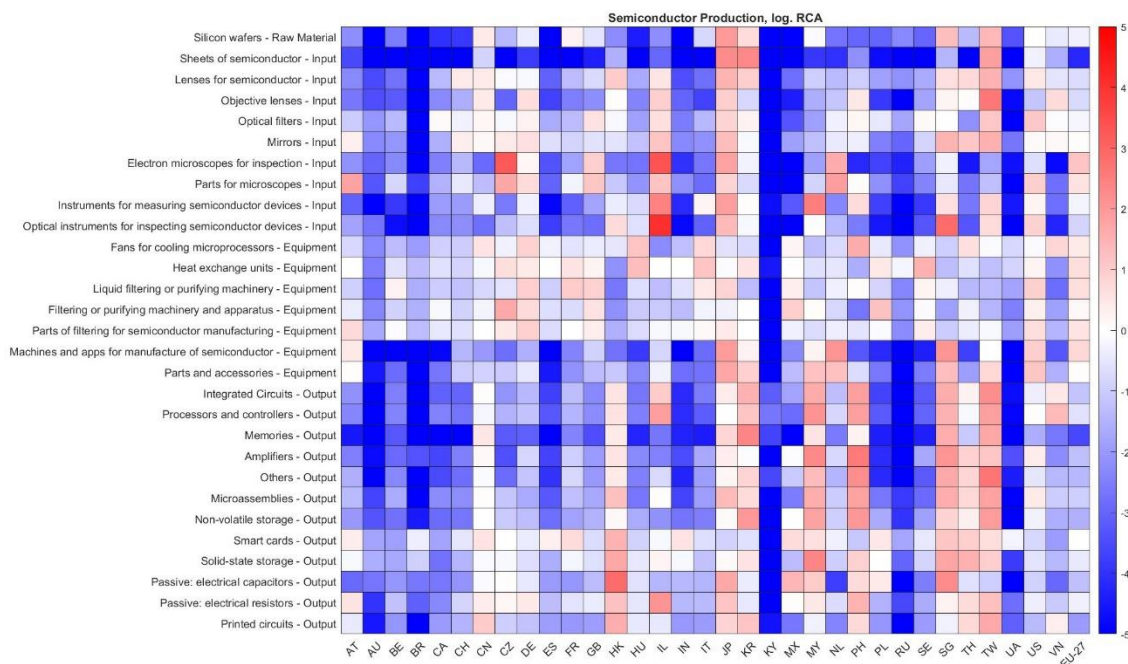 Semiconductor Production, log. RCA
Silicon wafers - Raw Material
Sheets of semiconductor - Input
Lenses for semiconductor - Input
Objective lenses - Input
Optical filters - Input
Mirrors - Input
Electron microscopes for inspection - Input
Parts for microscopes - Input
Instruments for measuring semiconductor devices - Input
Optical instruments for inspecting semiconductor devices - Input
Fans for cooling microprocessors - Equipment
Heat exchange units - Equipment
Liquid filtering or purifying machinery - Equipment
Filtering or purifying machinery and apparatus - Equipment
Parts of filtering for semiconductor manufacturing - Equipment
Machines and apps for manufacture of semiconductor - Equipment
Parts and accessories - Equipment
Integrated Circuits - Output
Processors and controllers - Output
Memories - Output
Amplifiers - Output
Others - Output
Microassemblies - Output
Non-volatile storage - Output
Smart cards - Output
Solid-state storage - Output
Passive: electrical capacitors - Output
Passive: electrical resistors - Output
Printed circuits - Output
AT AU BE BR CA CH CN CZ DE ES FR GB HK HU IL IN IT JP KR KY MX MY NL PH PL RU SE SG TH TW UA US VN EU-27
5
4
3
2
1
0
-1
-2
-3
-4
-5